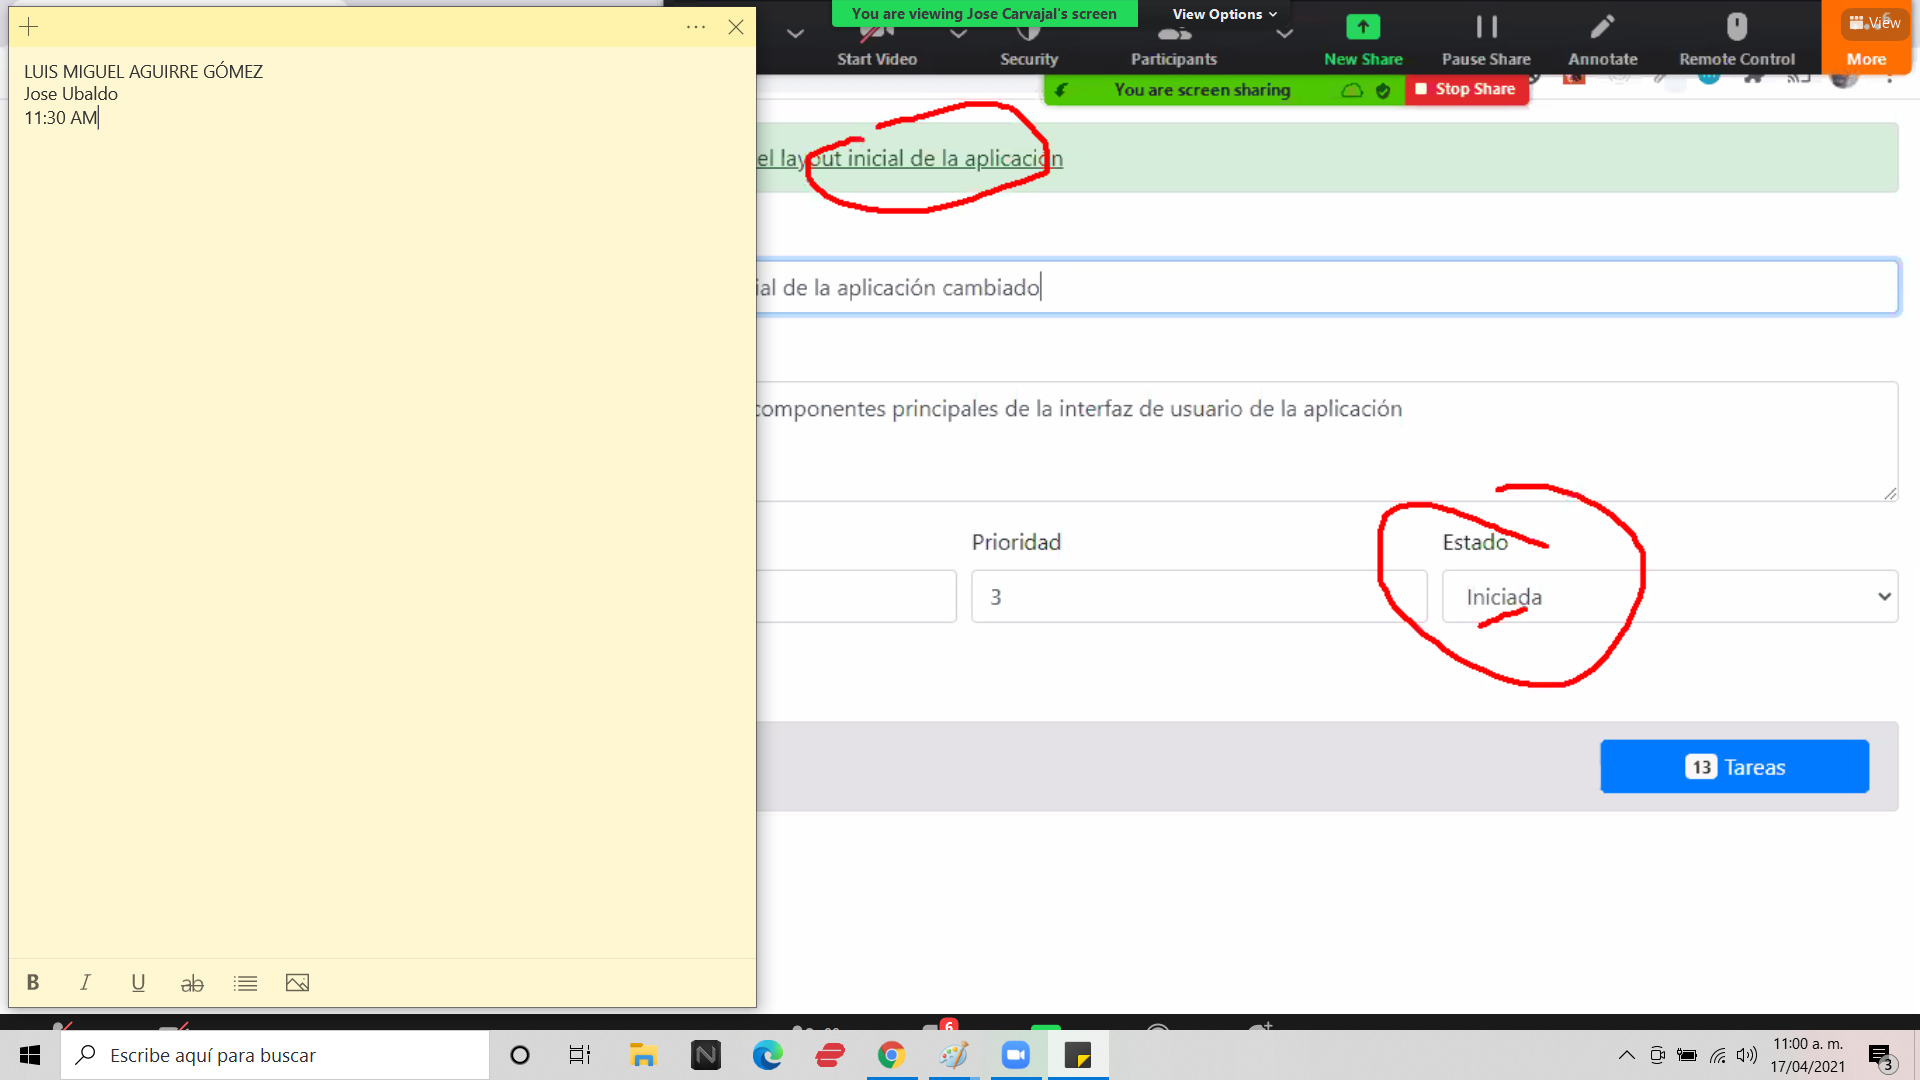 You are viewing Jose Carvajal's screen
View Options
View
Start Video
Security
Participants
New Share
Pause Share
Annotate
Remote Control
More
You are screen sharing
Stop Share
LUIS MIGUEL AGUIRRE GÓMEZ
Jose Ubaldo
11:30 AM
el layout inicial de la aplicación
ial de la aplicación cambiado
componentes principales de la interfaz de usuario de la aplicación
Prioridad
Estado
3
Iniciada
13 Tareas
B I U ab
6
Escribe aquí para buscar
N
11:00 a. m.
17/04/2021
3